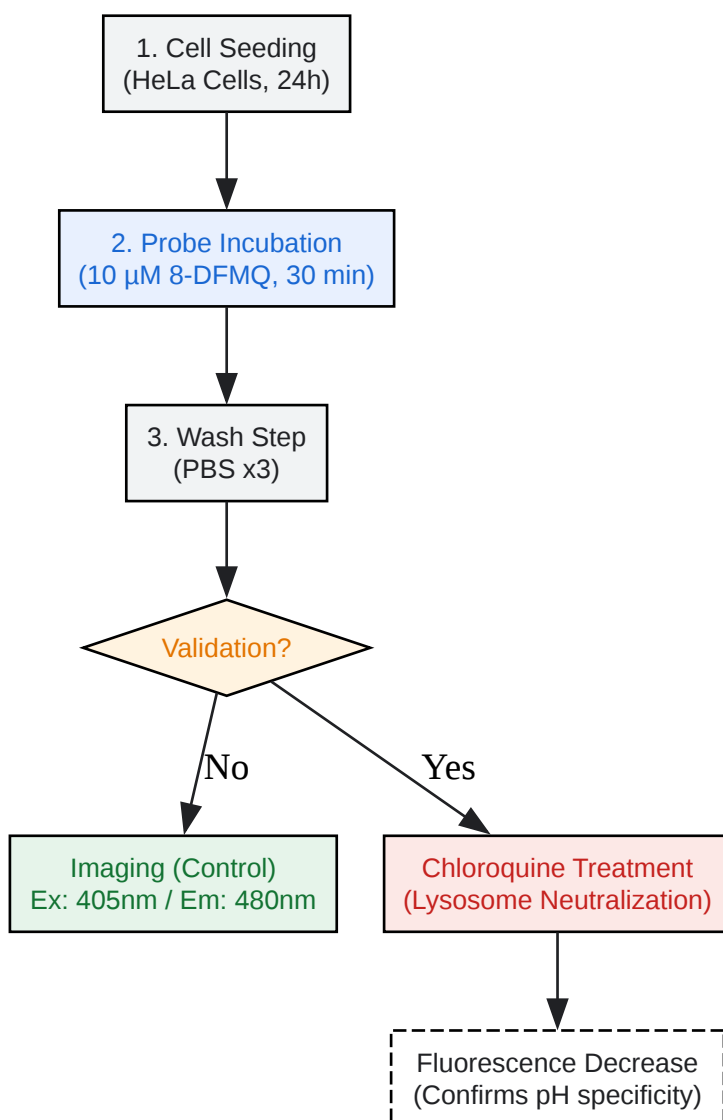 1. Cell Seeding
(HeLa Cells, 24h)
2. Probe Incubation
(10 µM 8-DFMQ, 30 min)
3. Wash Step
(PBS x3)
Validation?
No
Yes
Imaging (Control)
Ex: 405nm / Em: 480nm
Chloroquine Treatment
(Lysosome Neutralization)
Fluorescence Decrease
(Confirms pH specificity)